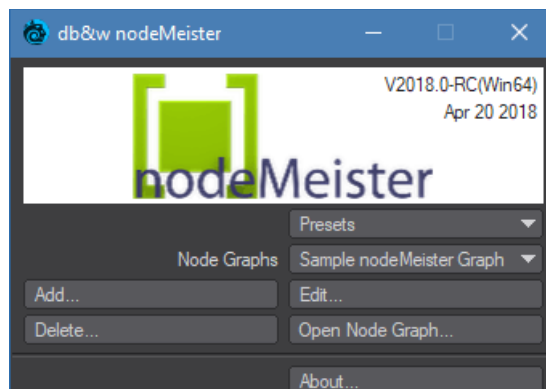 db&w nodeMeister
V2018.0-RC(Win64)
Apr 20 2018
nodeMeister
Presets
Node Graphs Sample nodeMeister Graph
Add... Edit...
Delete... Open Node Graph...
About...